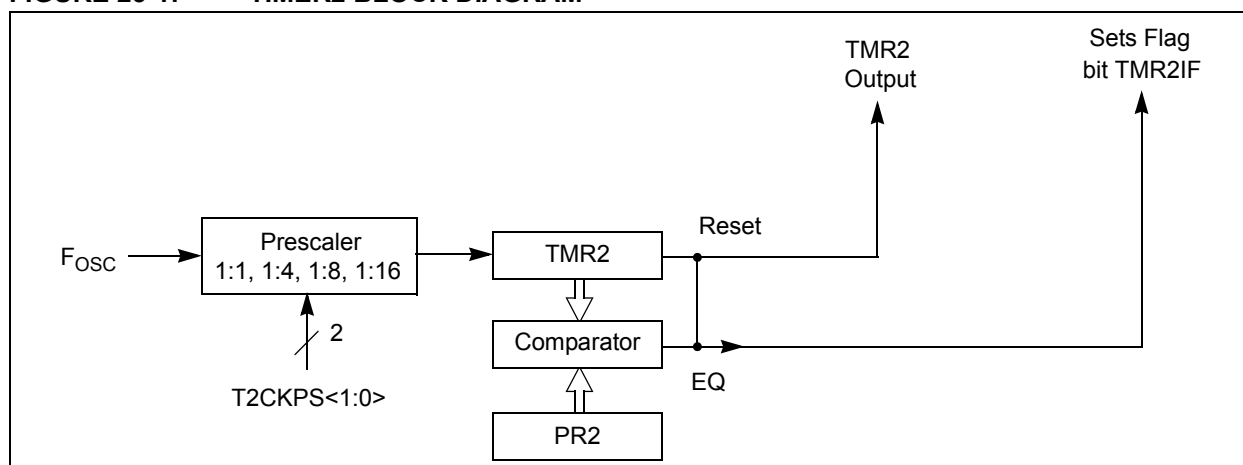 TMR2
Output
Sets Flag
bit TMR2IF
Reset
FOSC
Prescaler
1:1, 1:4, 1:8, 1:16
TMR2
2
Comparator
EQ
T2CKPS<1:0>
PR2